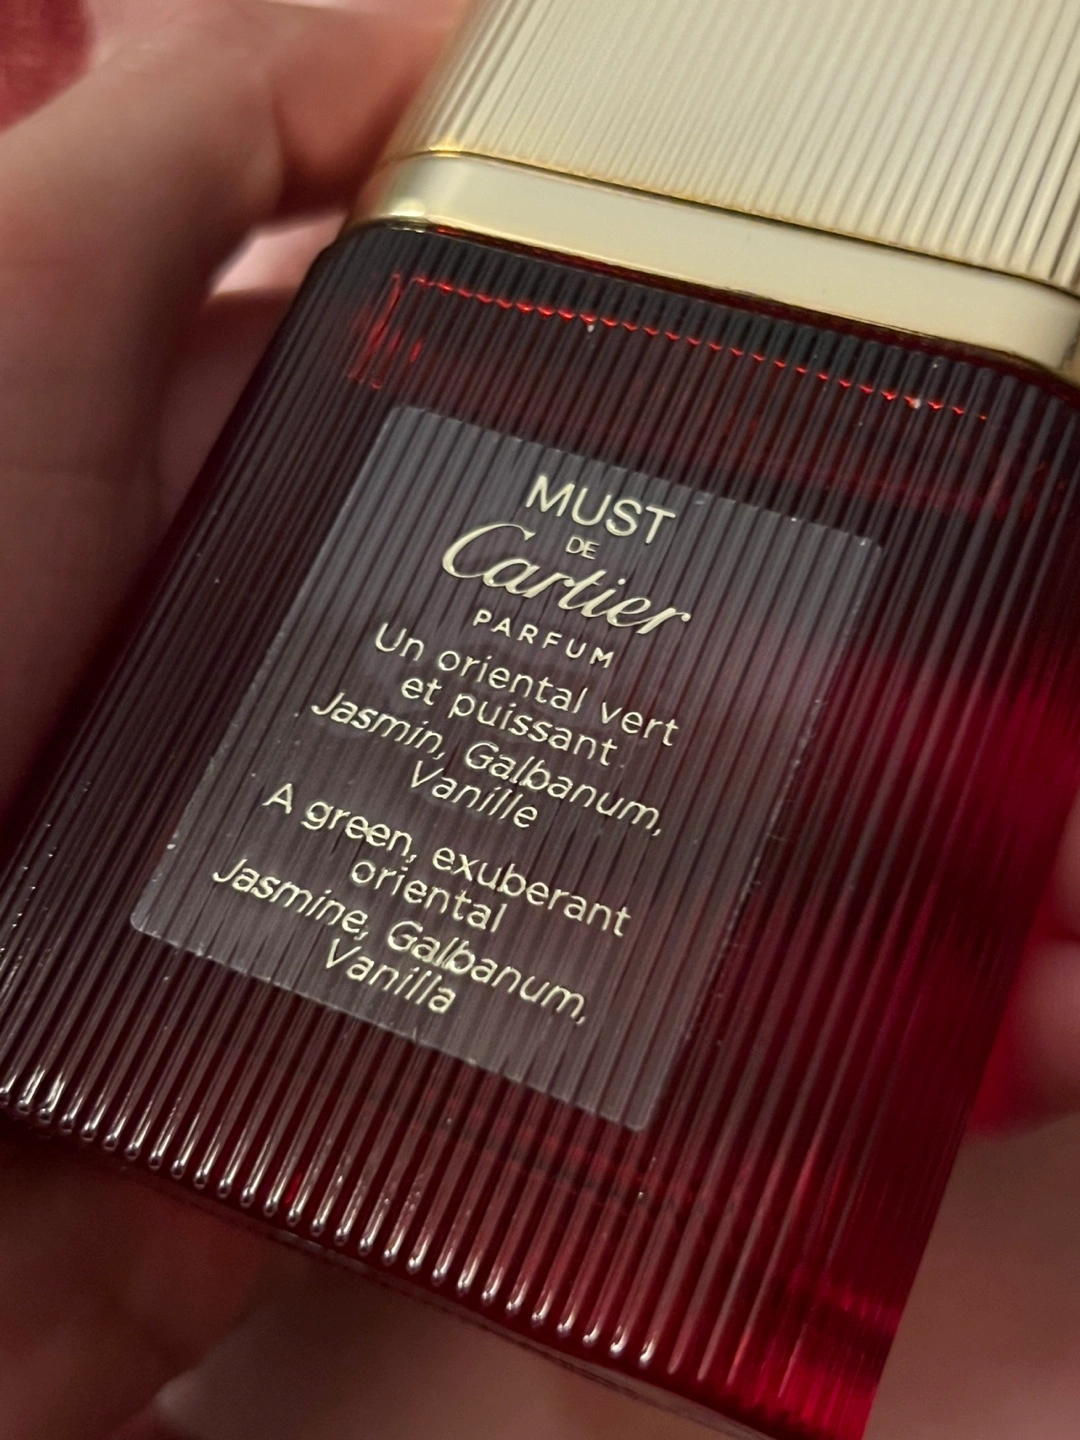 MUST
DE
Cartier
PARFUM
Un oriental vert
et puissant
Jasmin, Galbanum,
Vanille
A green, exuberant
oriental
Jasmine, Galbanum,
Vanilla